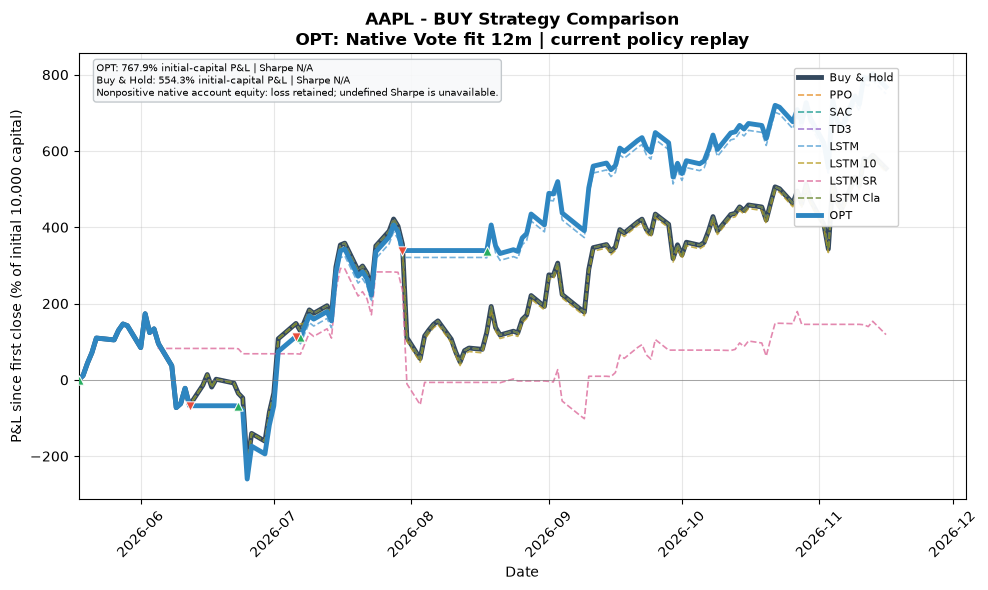 AAPL - BUY Strategy Comparison
OPT: Native Vote fit 12m | current policy replay
OPT: 767.9% initial-capital P&L | Sharpe N/A
Buy & Hold: 554.3% initial-capital P&L | Sharpe N/A
Nonpositive native account equity: loss retained; undefined Sharpe is unavailable.
Buy & Hold
PPO
SAC
TD3
LSTM
LSTM 10
LSTM SR
LSTM Cla
OPT
P&L since first close (% of initial 10,000 capital)
800
600
400
200
0
−200
2026-06
2026-07
2026-08
2026-09
2026-10
2026-11
2026-12
Date